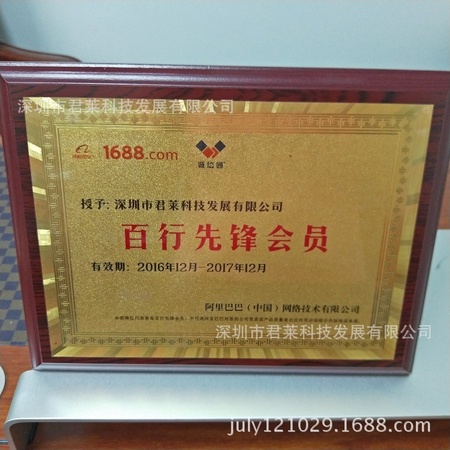 深圳市君莱科技发展有限公司
1688.com
诚信通
授予：深圳市君莱科技发展有限公司
百行先锋会员
有效期：2016年12月-2017年12月
阿里巴巴（中国）网络技术有限公司
深圳市君莱科技发展有限公司
july121029.1688.com